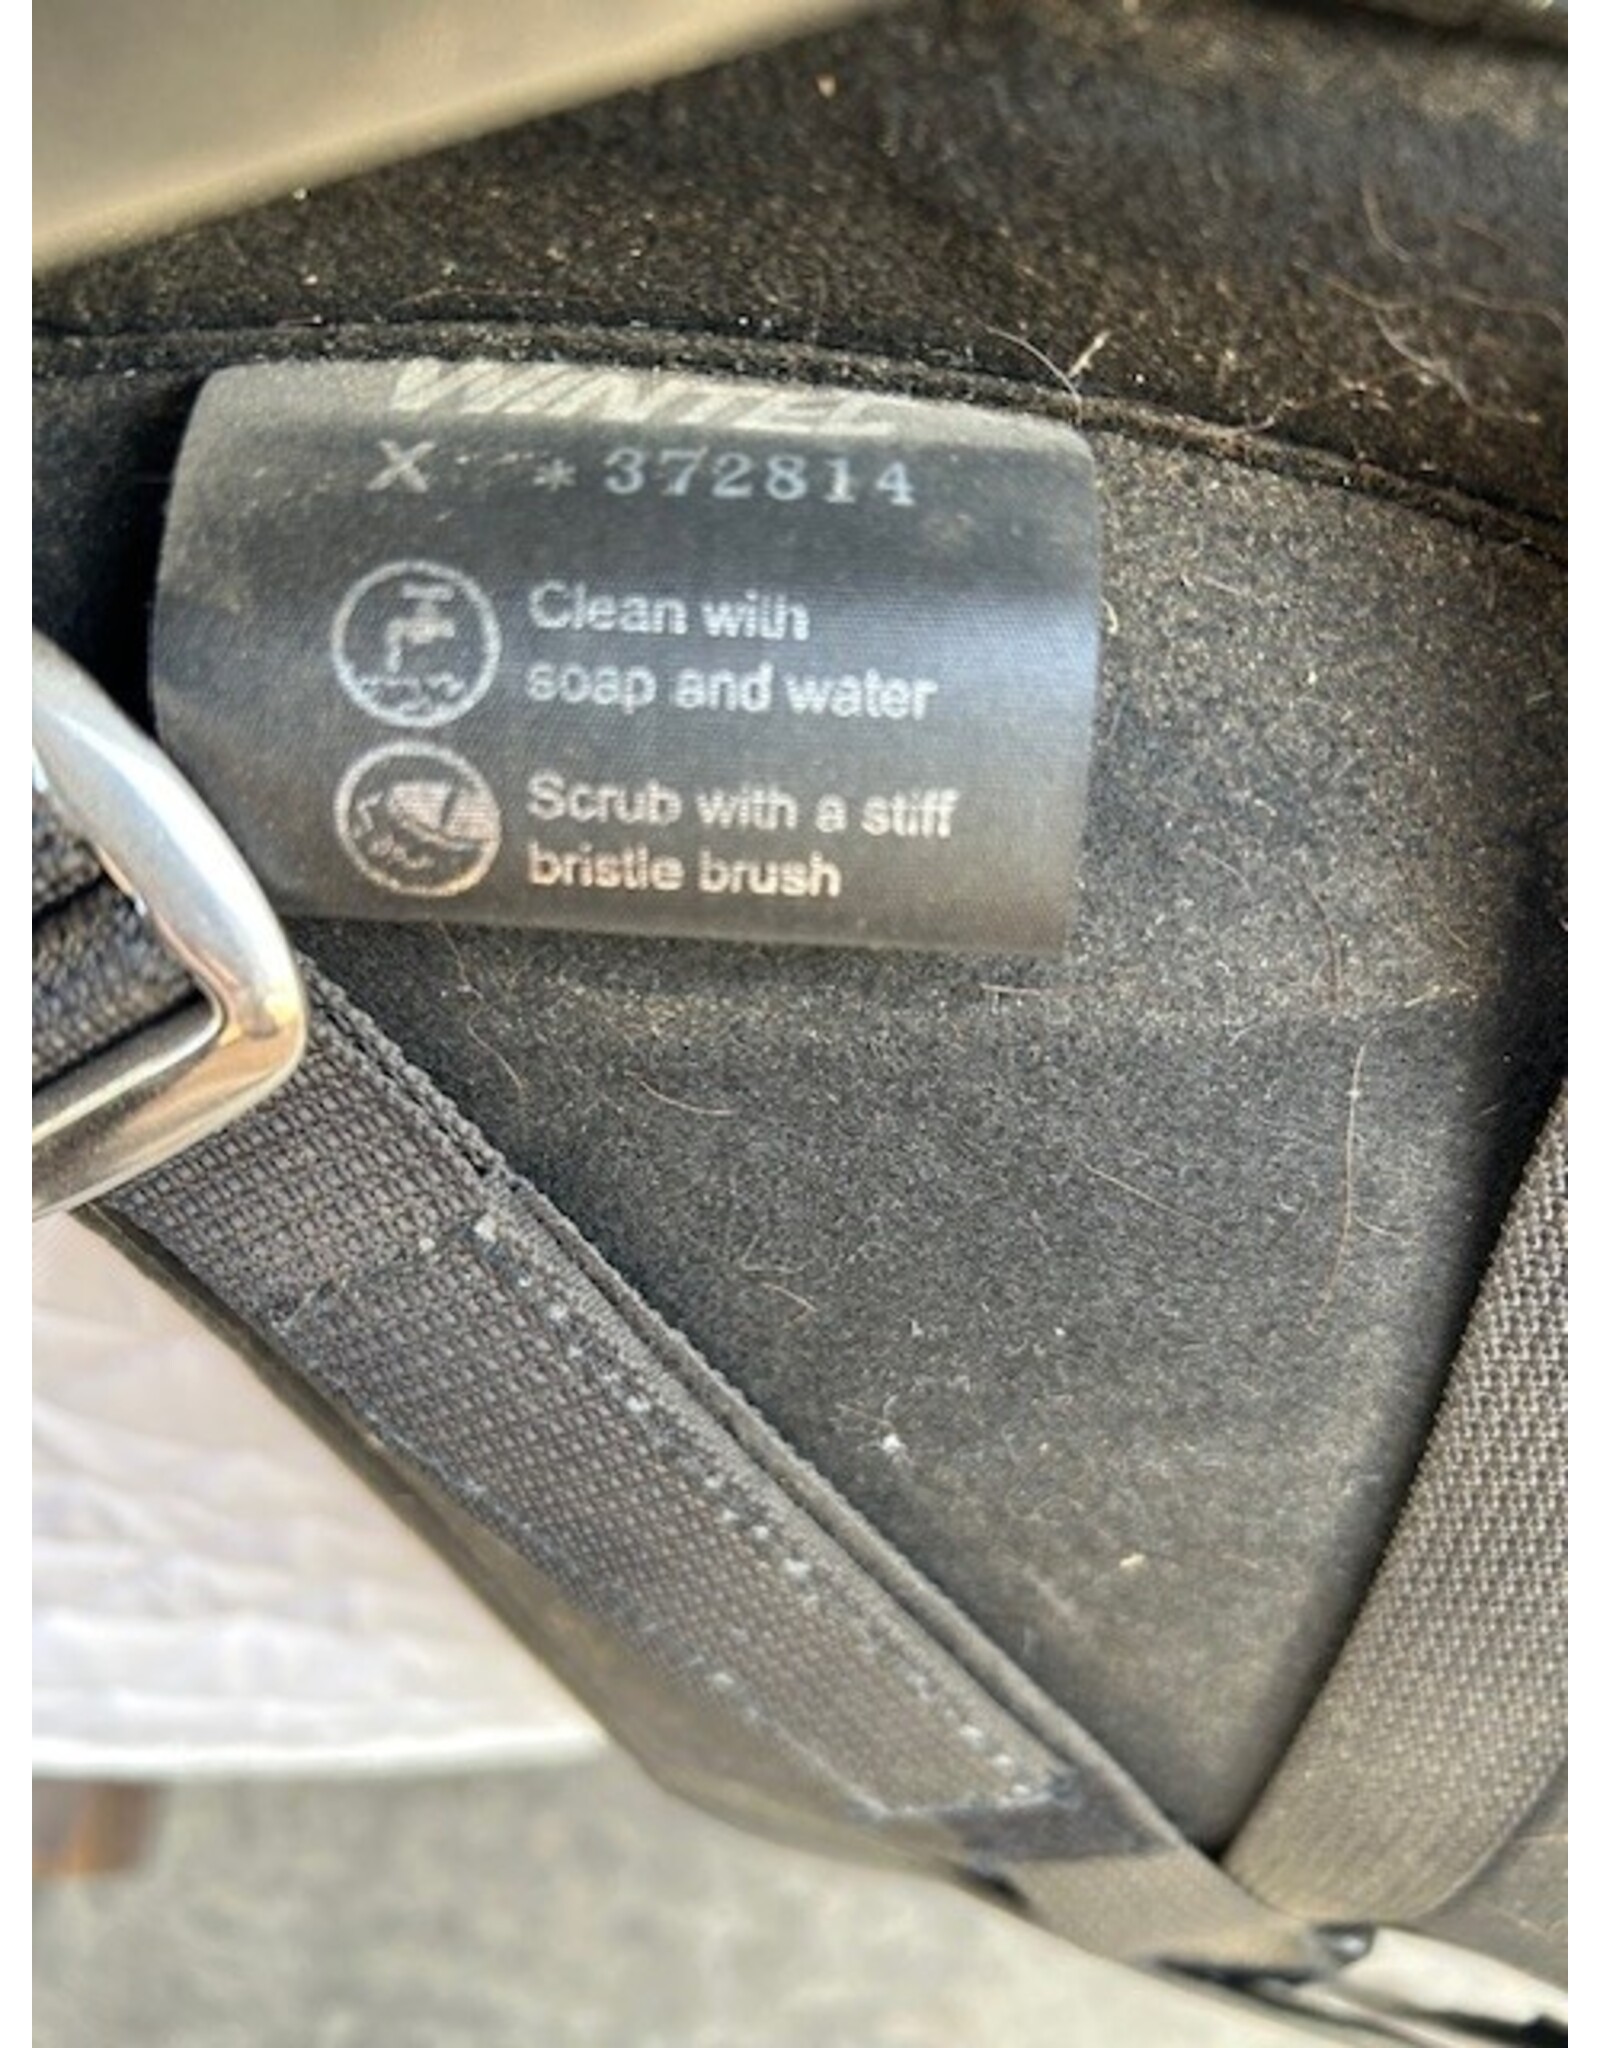 WINTEC
X * 372814
Clean with
soap and water
Scrub with a stiff
bristle brush